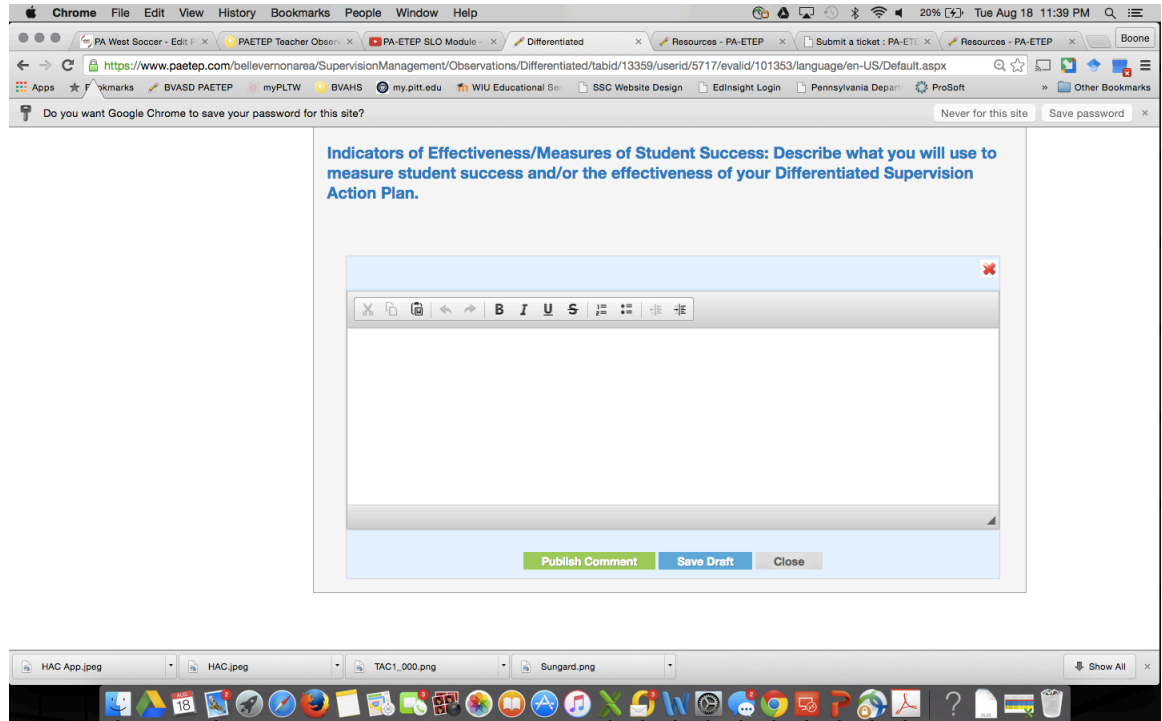 Chrome File Edit View History Bookmarks People Window Help 20% Tue Aug 18 11:39 PM
PA West Soccer - Edit P PAETEP Teacher Observ PA-ETEP SLO Module - Differentiated Resources - PA-ETEP Submit a ticket : PA-ETE Resources - PA-ETEP Boone
https://www.paetep.com/bellevernonarea/SupervisionManagement/Observations/Differentiated/tabid/13359/userid/5717/evalid/101353/language/en-US/Default.aspx
Apps BVASD PAETEP myPLTW BVAHS my.pitt.edu WIU Educational Ser SSC Website Design EdInsight Login Pennsylvania Depart ProSoft » Other Bookmarks
Do you want Google Chrome to save your password for this site? Never for this site Save password
Indicators of Effectiveness/Measures of Student Success: Describe what you will use to
measure student success and/or the effectiveness of your Differentiated Supervision
Action Plan.
B I U S
Publish Comment Save Draft Close
HAC App.jpeg HAC.jpeg TAC1_000.png Sungard.png Show All
AUG
18